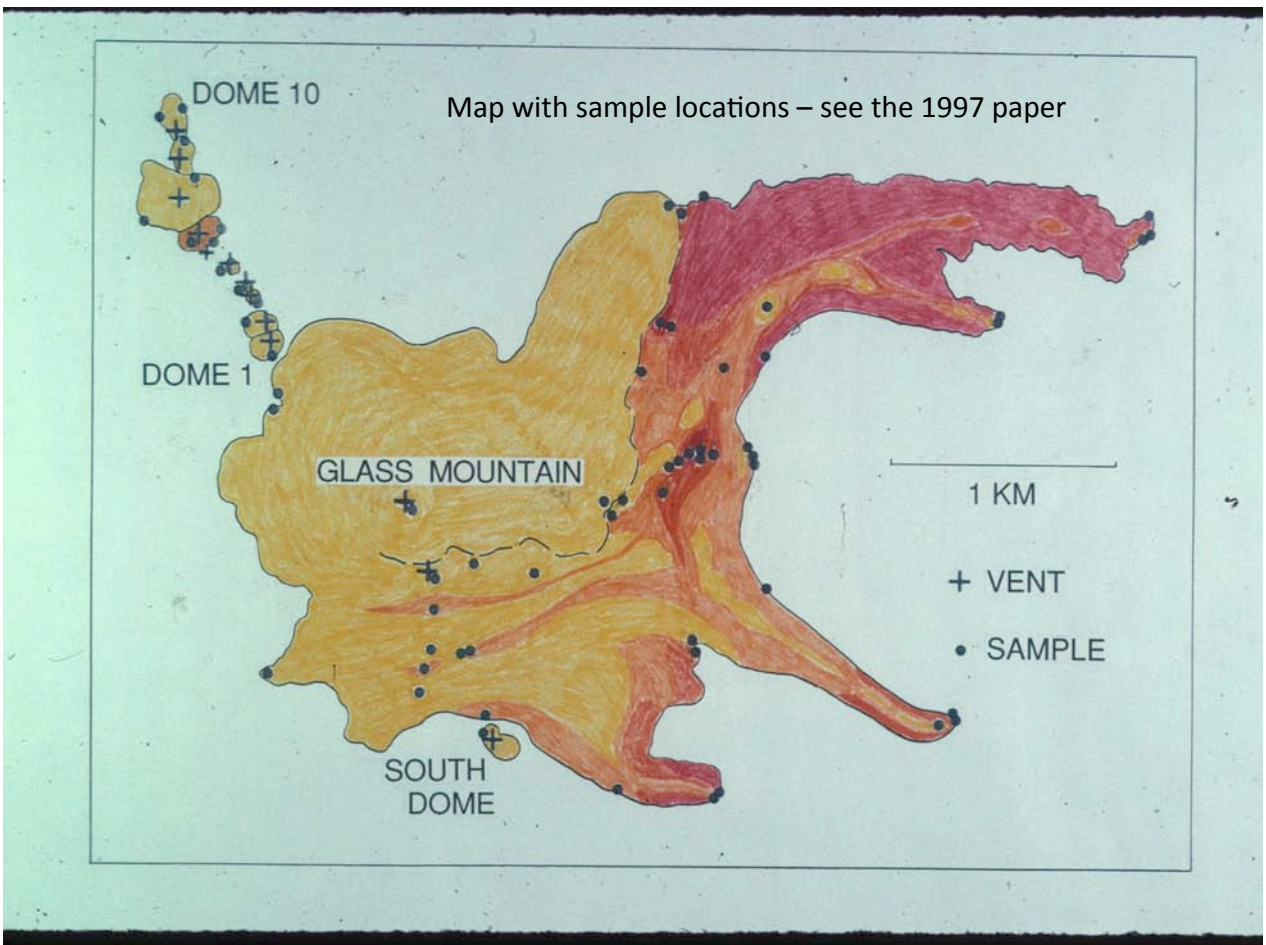 DOME 10
Map with sample locations – see the 1997 paper
DOME 1
GLASS MOUNTAIN
1 KM
+ VENT
• SAMPLE
SOUTH
DOME